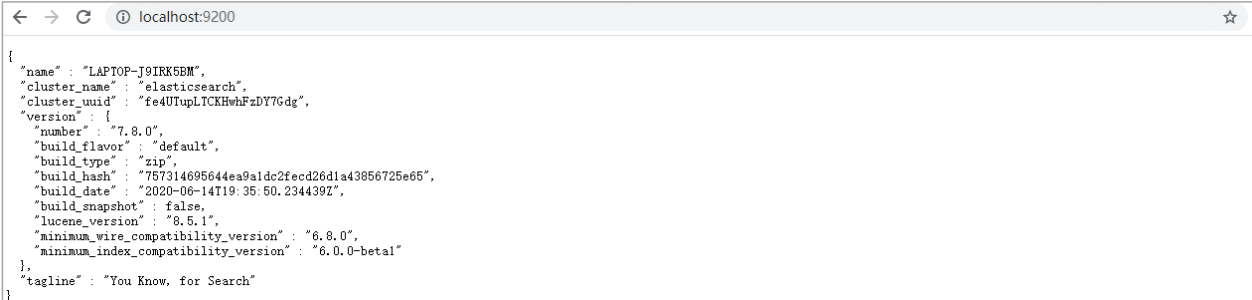 localhost:9200
{
  "name" : "LAPTOP-J9IRK5BM",
  "cluster_name" : "elasticsearch",
  "cluster_uuid" : "fe4UTupLTCKHwhFzDY7Gdg",
  "version" : {
    "number" : "7.8.0",
    "build_flavor" : "default",
    "build_type" : "zip",
    "build_hash" : "757314695644ea9a1dc2fecd26d1a43856725e65",
    "build_date" : "2020-06-14T19:35:50.234439Z",
    "build_snapshot" : false,
    "lucene_version" : "8.5.1",
    "minimum_wire_compatibility_version" : "6.8.0",
    "minimum_index_compatibility_version" : "6.0.0-beta1"
  },
  "tagline" : "You Know, for Search"
}